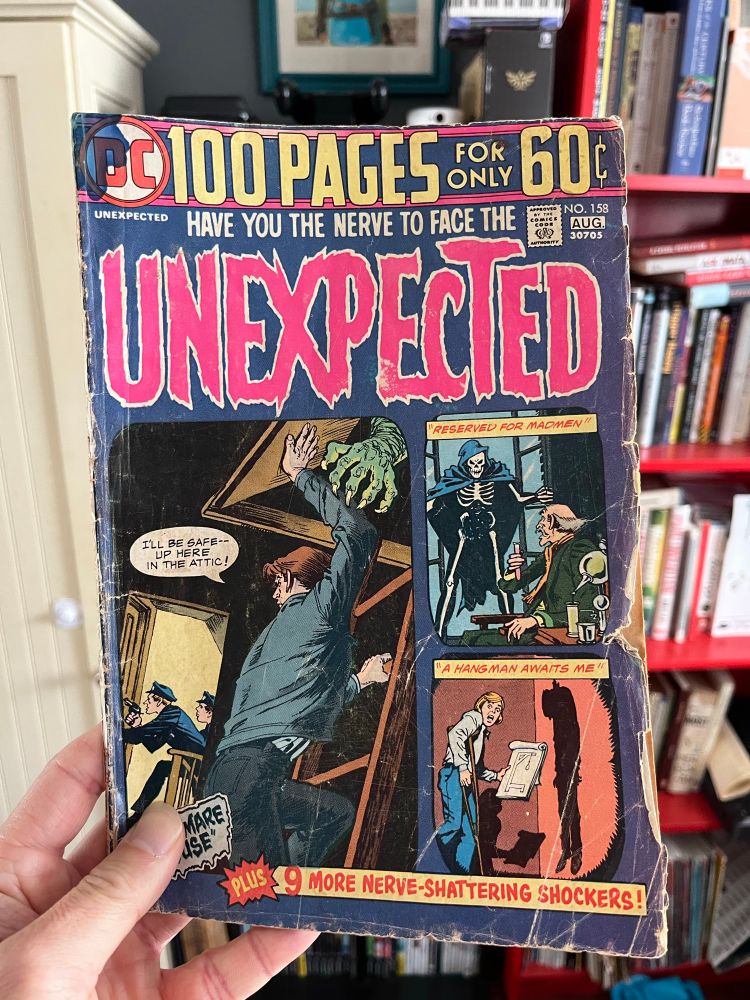 DC
100 PAGES FOR ONLY 60¢
UNEXPECTED
HAVE YOU THE NERVE TO FACE THE
APPROVED
BY THE
COMICS
CODE
AUTHORITY
NO. 158
AUG
30705
UNEXPECTED
I'LL BE SAFE--
UP HERE
IN THE ATTIC!
"RESERVED FOR MADMEN"
"A HANGMAN AWAITS ME"
MARE
USE"
PLUS 9 MORE NERVE-SHATTERING SHOCKERS!